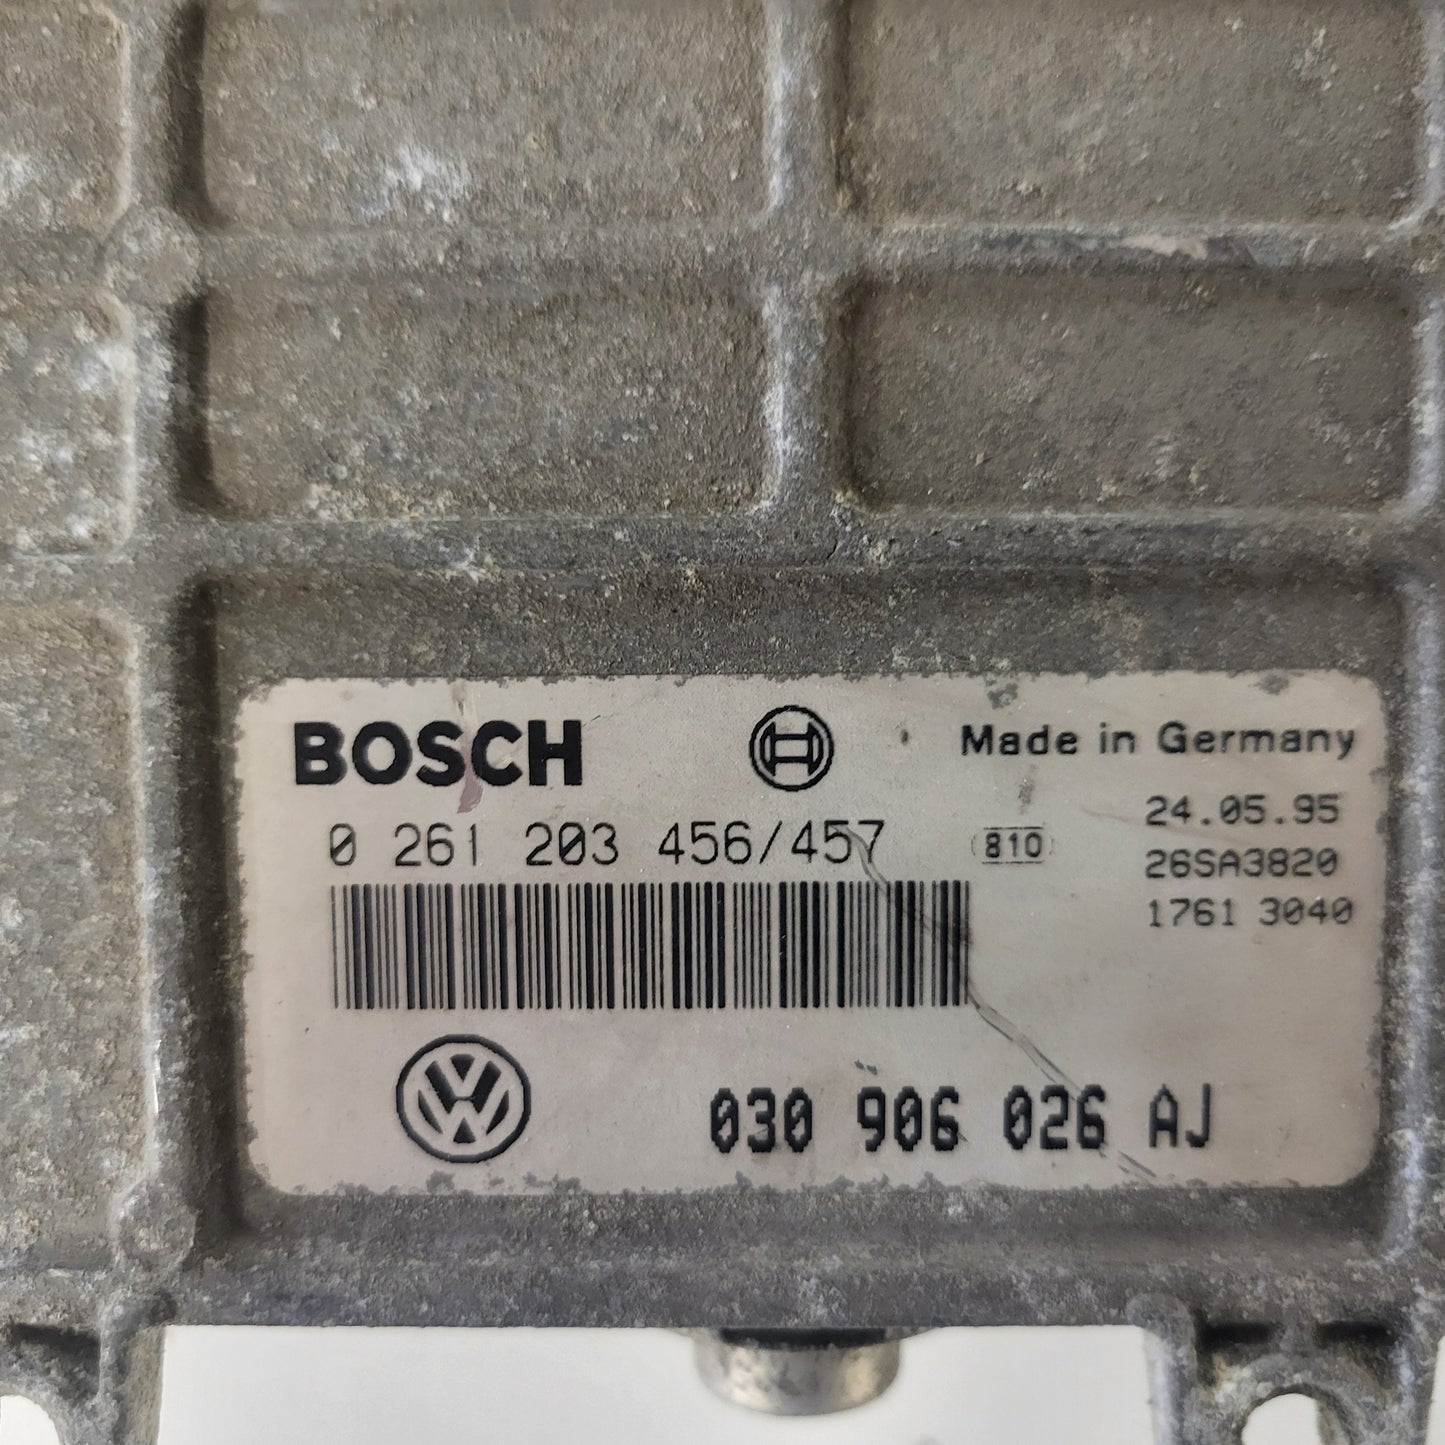 BOSCH
Made in Germany
0 261 203 456/457
810
24.05.95
26SA3820
1761 3040
030 906 026 AJ